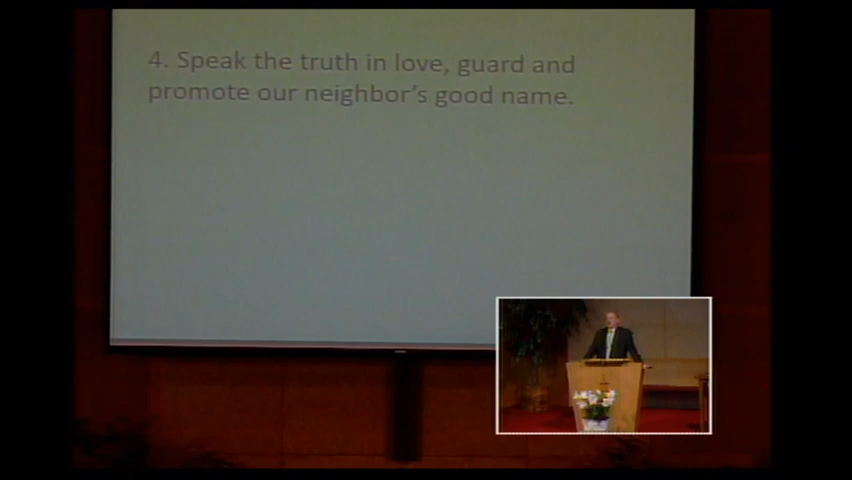 4. Speak the truth in love, guard and
promote our neighbor's good name.